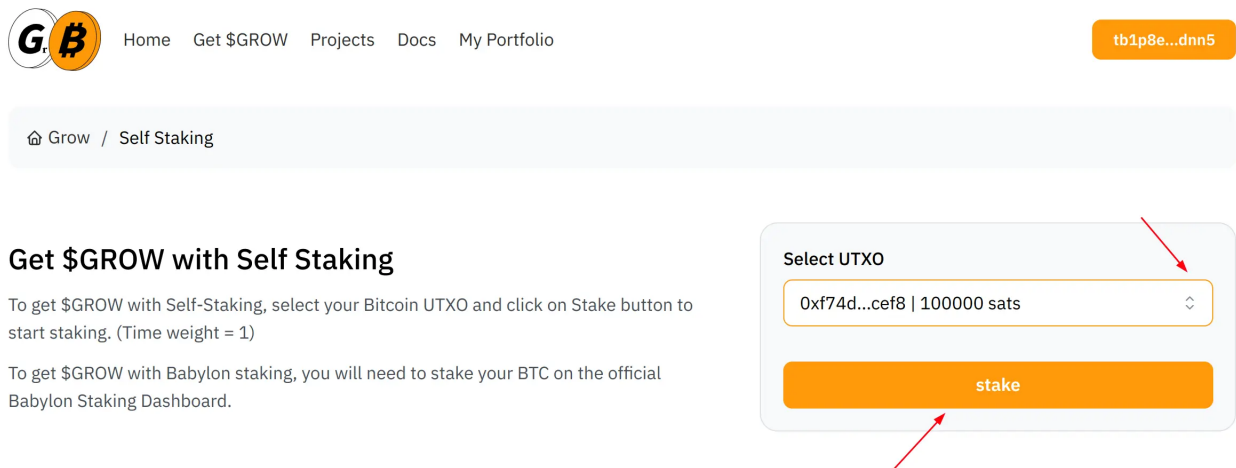 Gr ₿
Home Get $GROW Projects Docs My Portfolio
tb1p8e...dnn5
Grow / Self Staking
Get $GROW with Self Staking
To get $GROW with Self-Staking, select your Bitcoin UTXO and click on Stake button to
start staking. (Time weight = 1)
To get $GROW with Babylon staking, you will need to stake your BTC on the official
Babylon Staking Dashboard.
Select UTXO
0xf74d...cef8 | 100000 sats
stake